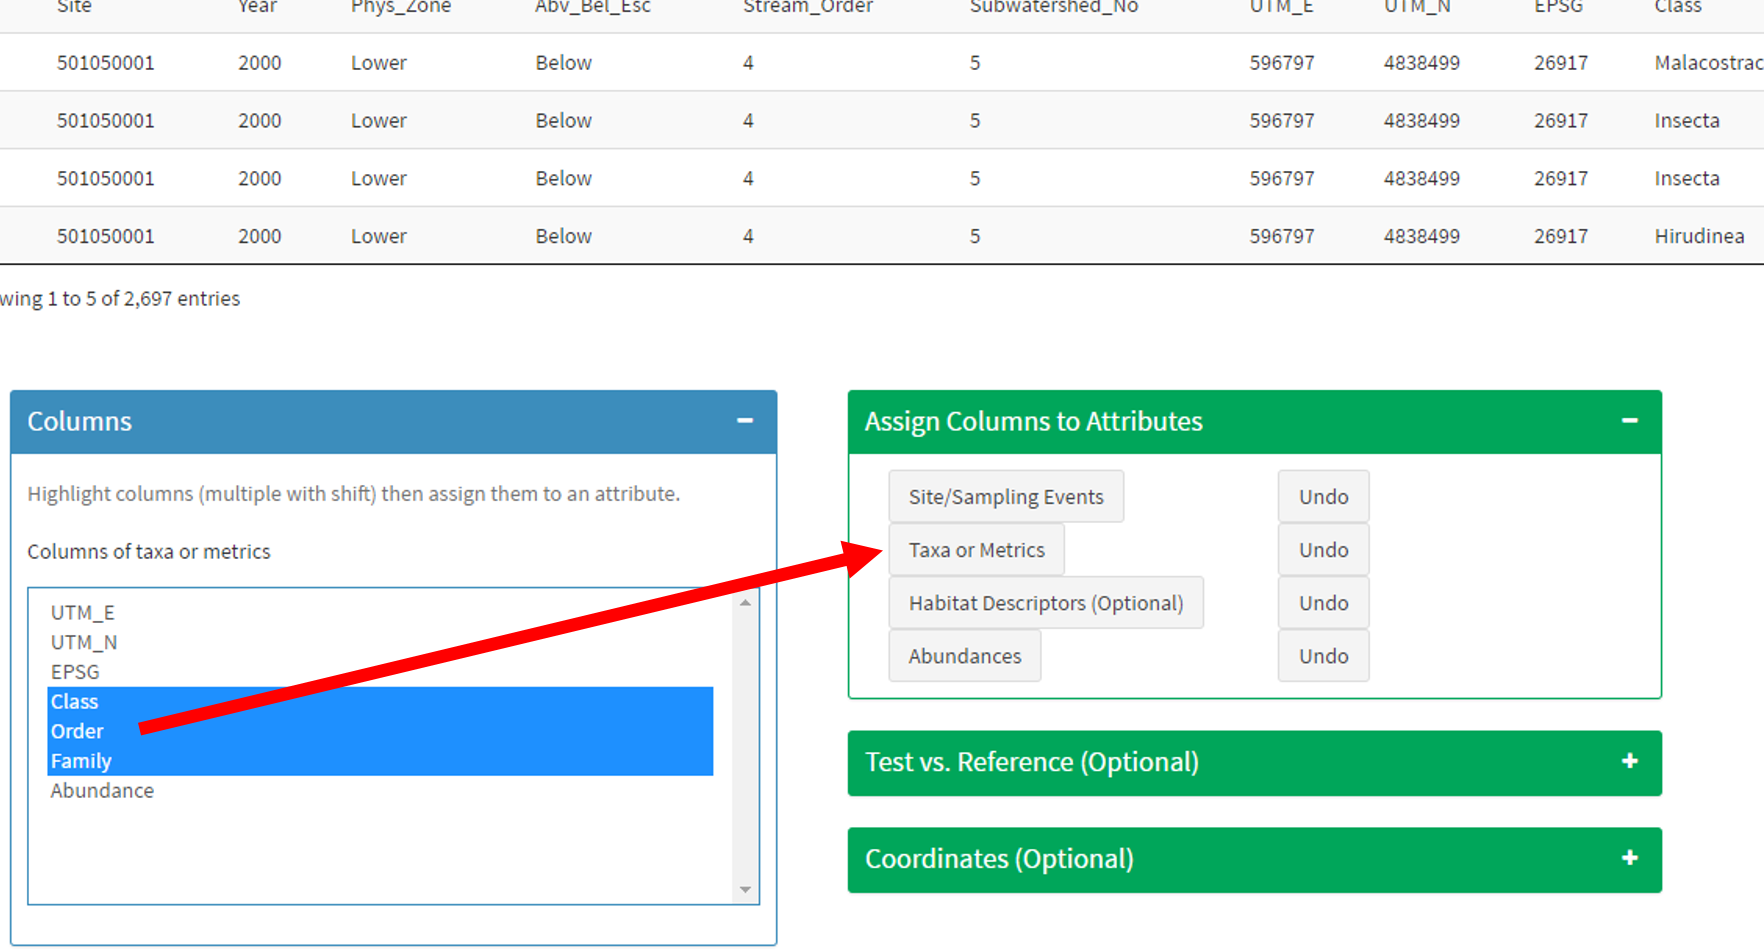 Site Year Phys_Zone Abv_Bel_Esc Stream_Order Subwatershed_No UTM_E UTM_N EPSG Class
501050001 2000 Lower Below 4 5 596797 4838499 26917 Malacostrac
501050001 2000 Lower Below 4 5 596797 4838499 26917 Insecta
501050001 2000 Lower Below 4 5 596797 4838499 26917 Insecta
501050001 2000 Lower Below 4 5 596797 4838499 26917 Hirudinea
wing 1 to 5 of 2,697 entries
Columns
Highlight columns (multiple with shift) then assign them to an attribute.
Columns of taxa or metrics
UTM_E
UTM_N
EPSG
Class
Order
Family
Abundance
Assign Columns to Attributes
Site/Sampling Events Undo
Taxa or Metrics Undo
Habitat Descriptors (Optional) Undo
Abundances Undo
Test vs. Reference (Optional)
Coordinates (Optional)